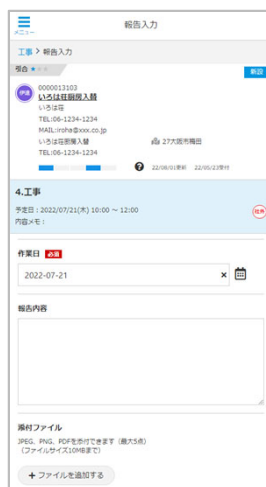 報告入力
メニュー
工事 > 報告入力
引合
新設
伊達
0000013103
いろは荘厨房入替
いろは荘
TEL:06-1234-1234
MAIL:iroha@xxx.co.jp
いろは荘厨房入替
27大阪市梅田
TEL:06-1234-1234
22/08/01更新 22/05/23受付
4.工事
予定日:2022/07/21(木) 10:00 ~ 12:00
内容メモ:
作業日 必須
2022-07-21
報告内容
添付ファイル
JPEG、PNG、PDFを添付できます(最大5点)
(ファイルサイズ10MBまで)
+ ファイルを追加する